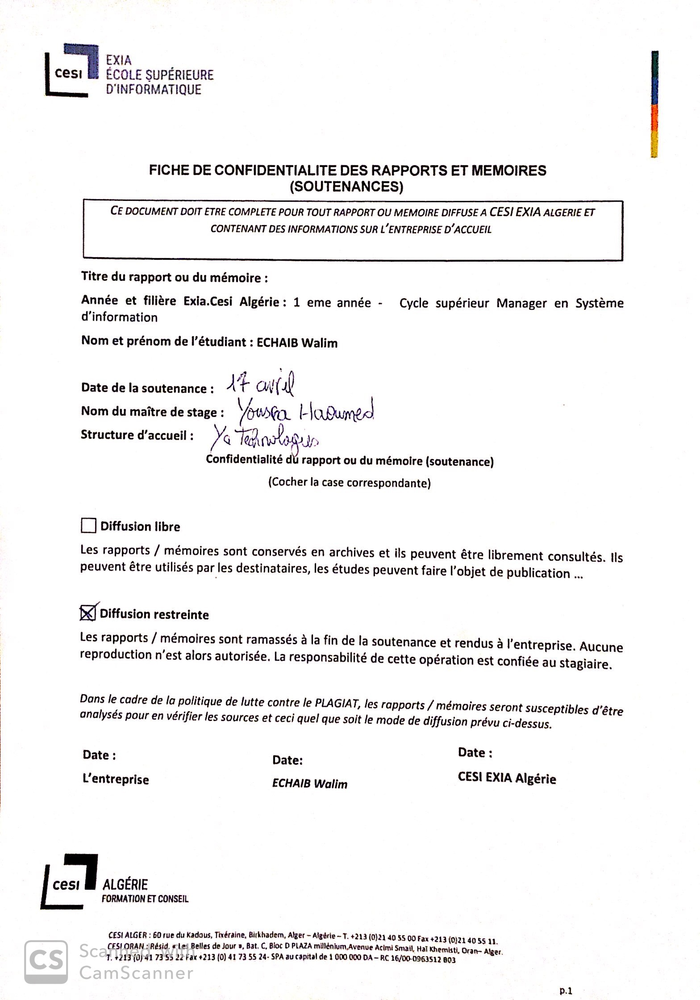 cesi
EXIA
ÉCOLE SUPÉRIEURE
D'INFORMATIQUE
FICHE DE CONFIDENTIALITE DES RAPPORTS ET MEMOIRES
(SOUTENANCES)
CE DOCUMENT DOIT ETRE COMPLETE POUR TOUT RAPPORT OU MEMOIRE DIFFUSE A CESI EXIA ALGERIE ET
CONTENANT DES INFORMATIONS SUR L'ENTREPRISE D'ACCUEIL
Titre du rapport ou du mémoire :
Année et filière Exia.Cesi Algérie : 1 eme année - Cycle supérieur Manager en Système
d'information
Nom et prénom de l'étudiant : ECHAIB Walim
Date de la soutenance : 17 avril
Nom du maître de stage : Yousra Haoumed
Structure d'accueil : Ya Technologies
Confidentialité du rapport ou du mémoire (soutenance)
(Cocher la case correspondante)
Diffusion libre
Les rapports / mémoires sont conservés en archives et ils peuvent être librement consultés. Ils
peuvent être utilisés par les destinataires, les études peuvent faire l'objet de publication ...
Diffusion restreinte
Les rapports / mémoires sont ramassés à la fin de la soutenance et rendus à l'entreprise. Aucune
reproduction n'est alors autorisée. La responsabilité de cette opération est confiée au stagiaire.
Dans le cadre de la politique de lutte contre le PLAGIAT, les rapports / mémoires seront susceptibles d'être
analysés pour en vérifier les sources et ceci quel que soit le mode de diffusion prévu ci-dessus.
Date : Date: Date :
L'entreprise ECHAIB Walim CESI EXIA Algérie
cesi
ALGÉRIE
FORMATION ET CONSEIL
CESI ALGER : 60 rue du Kadous, Tixéraine, Birkhadem, Alger – Algérie – T. +213 (0)21 40 55 00 Fax +213 (0)21 40 55 11.
CESI ORAN : Résid. « Les Belles de Jour », Bat. C, Bloc D PLAZA millénium,Avenue Acimi Smail, Haï Khemisti, Oran– Alger.
T. +213 (0) 41 73 55 22 Fax +213 (0) 41 73 55 24- SPA au capital de 1 000 000 DA – RC 16/00-0963512 B03
CS Scanned with
CamScanner
p.1